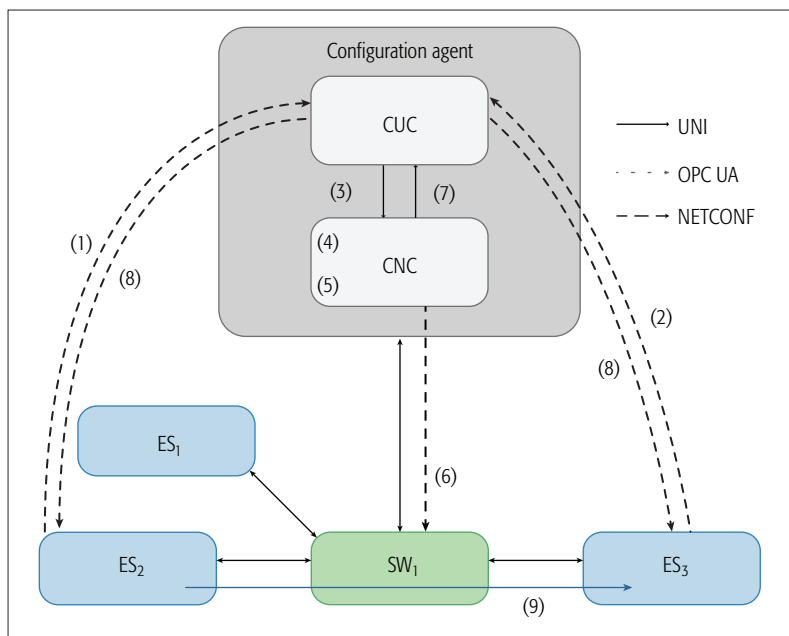 Configuration agent
CUC
UNI
OPC UA
NETCONF
(3)
(7)
(1)
(8)
(4)
CNC
(5)
(2)
(8)
ES1
(6)
ES2
SW1
ES3
(9)